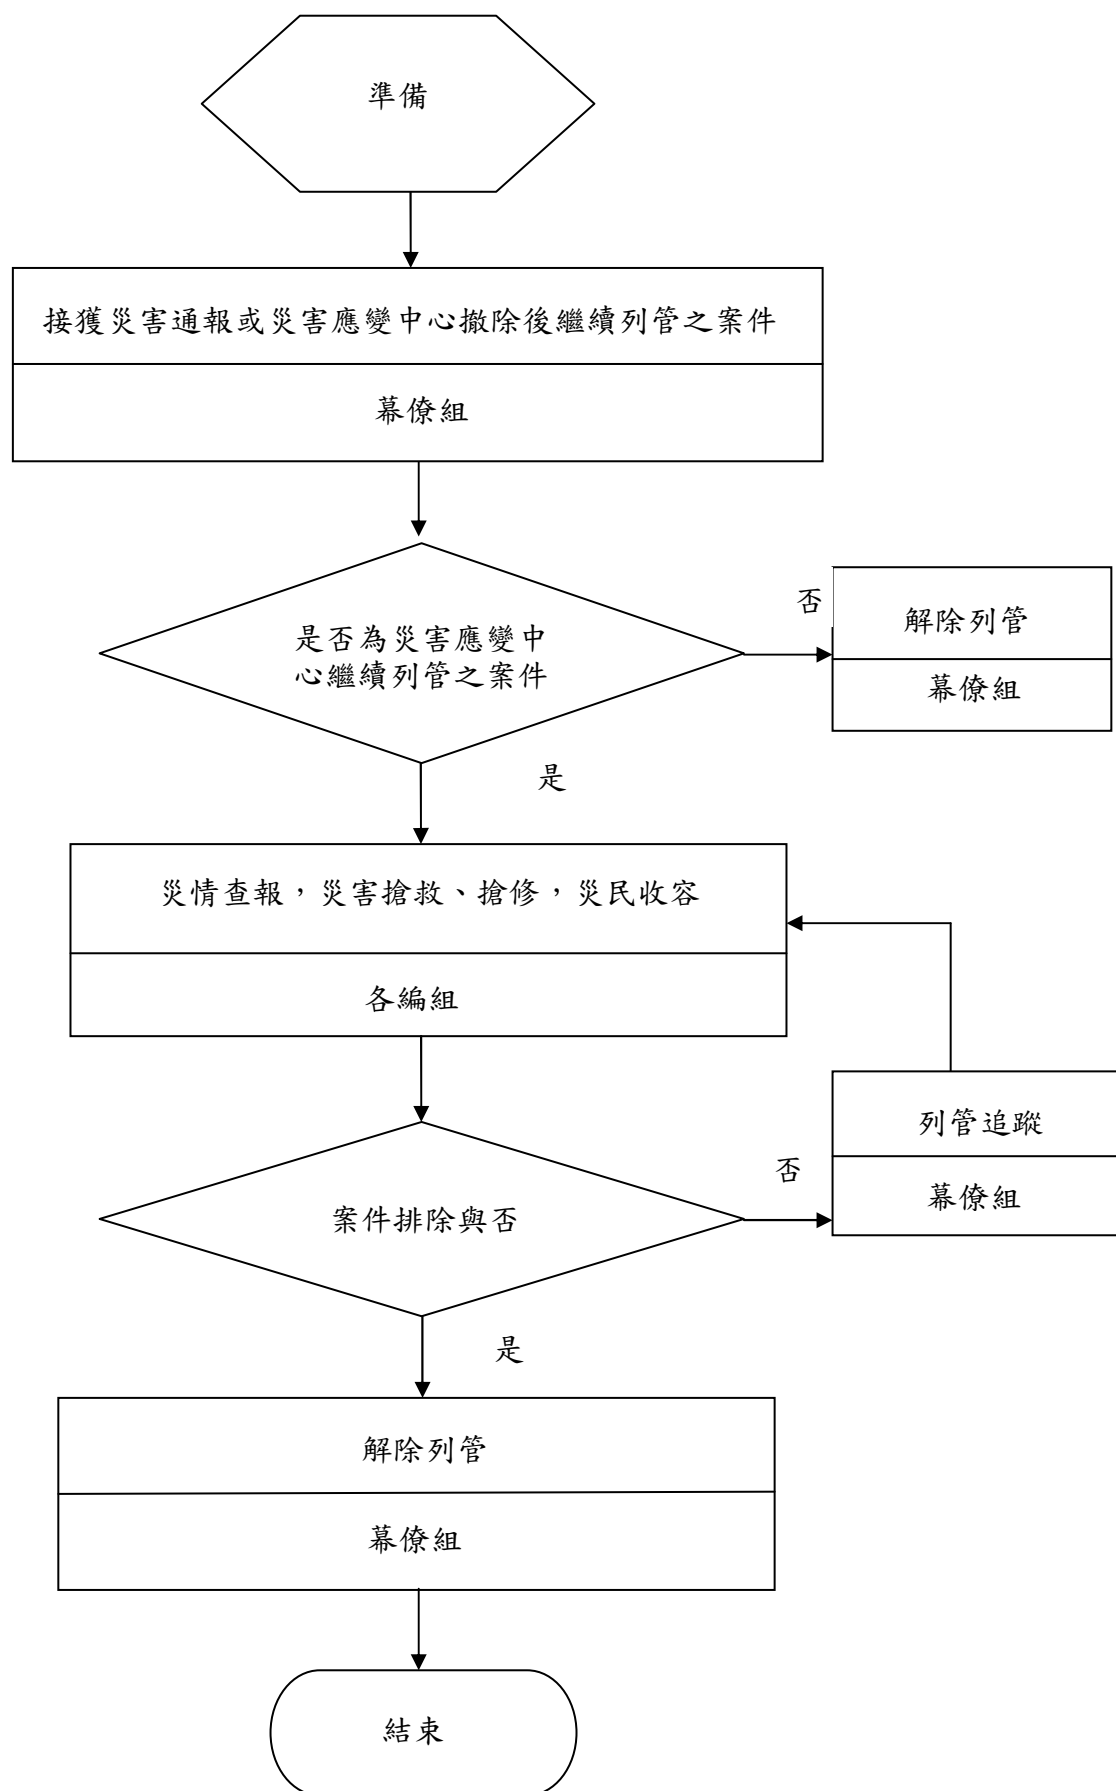 準備
接獲災害通報或災害應變中心撤除後繼續列管之案件
幕僚組
是否為災害應變中
心繼續列管之案件
否
解除列管
幕僚組
是
災情查報，災害搶救、搶修，災民收容
各編組
案件排除與否
否
列管追蹤
幕僚組
是
解除列管
幕僚組
結束